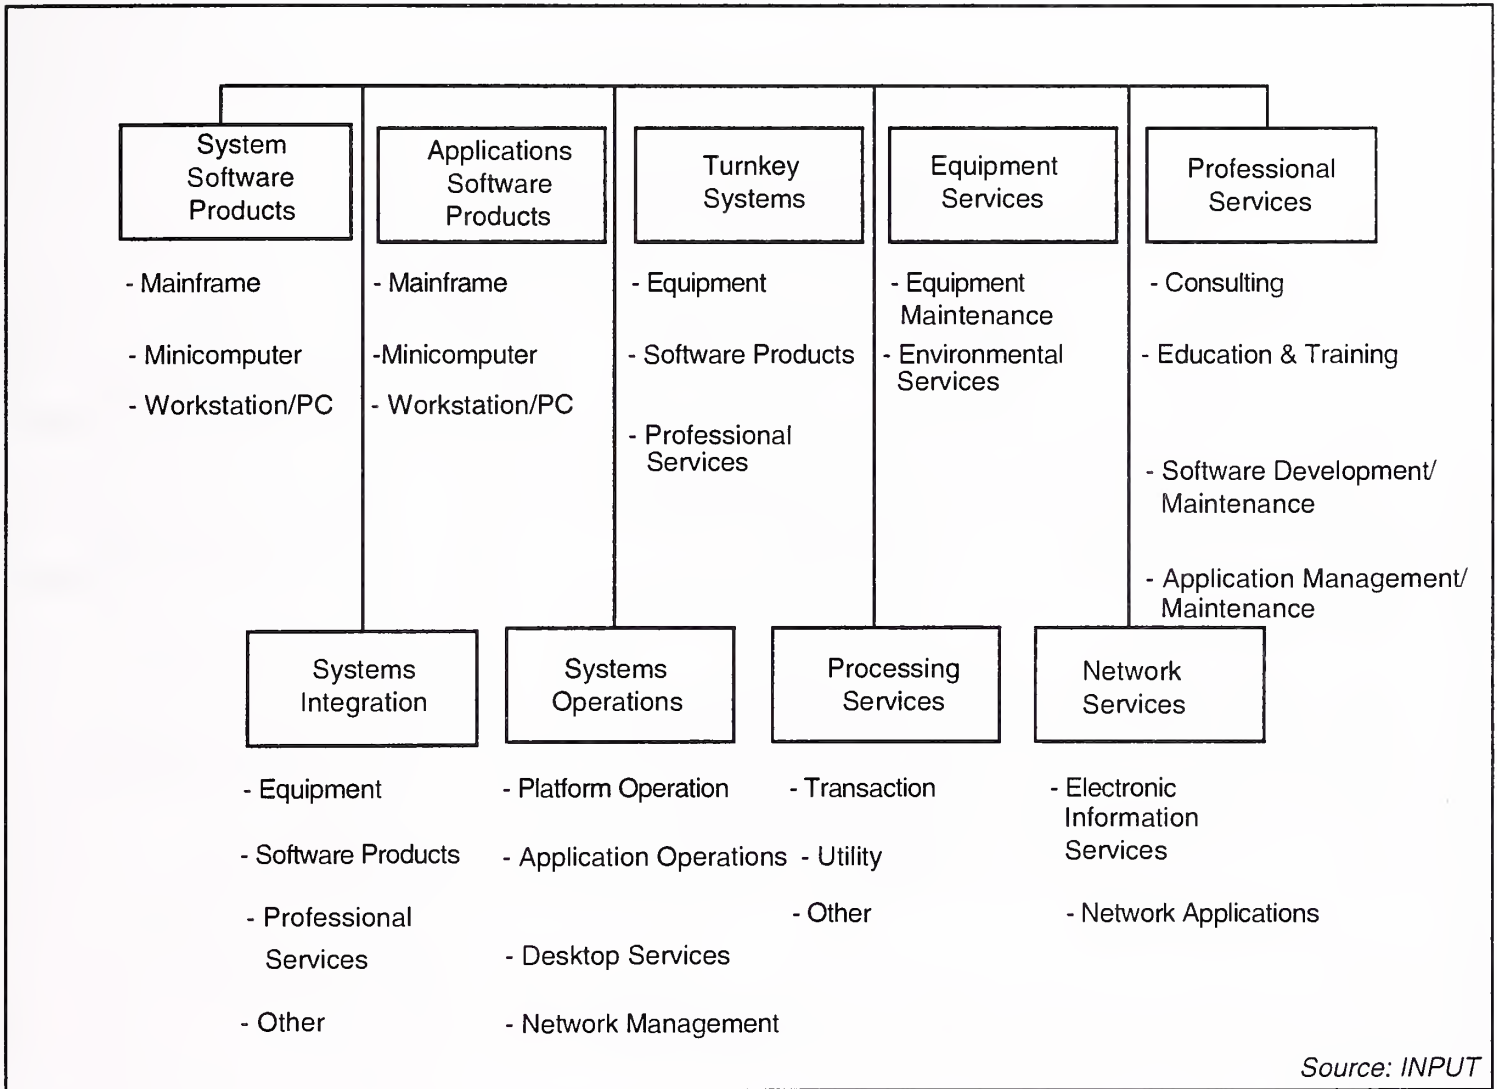 System
Software
Products
- Mainframe
- Minicomputer
- Workstation/PC
Applications
Software
Products
- Mainframe
-Minicomputer
- Workstation/PC
Turnkey
Systems
- Equipment
- Software Products
- Professional
Services
Equipment
Services
- Equipment
Maintenance
- Environmental
Services
Professional
Services
- Consulting
- Education & Training
- Software Development/
Maintenance
- Application Management/
Maintenance
Systems
Integration
- Equipment
- Software Products
- Professional
Services
- Other
Systems
Operations
- Platform Operation
- Application Operations
- Desktop Services
- Network Management
Processing
Services
- Transaction
- Utility
- Other
Network
Services
- Electronic
Information
Services
- Network Applications
Source: INPUT